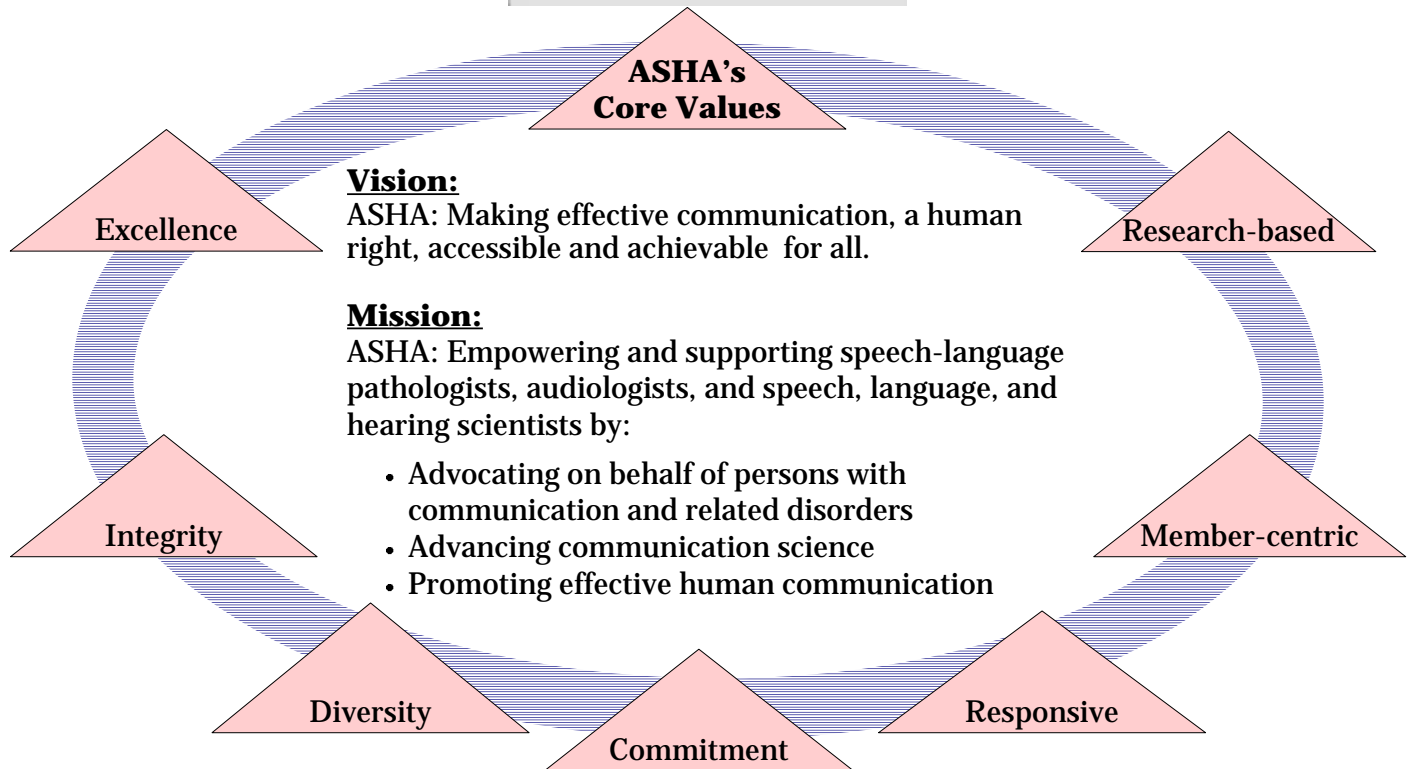 ASHA's
Core Values
Excellence
Research-based
Vision:
ASHA: Making effective communication, a human
right, accessible and achievable for all.
Mission:
ASHA: Empowering and supporting speech-language
pathologists, audiologists, and speech, language, and
hearing scientists by:
• Advocating on behalf of persons with
communication and related disorders
• Advancing communication science
• Promoting effective human communication
Integrity
Member-centric
Diversity
Responsive
Commitment